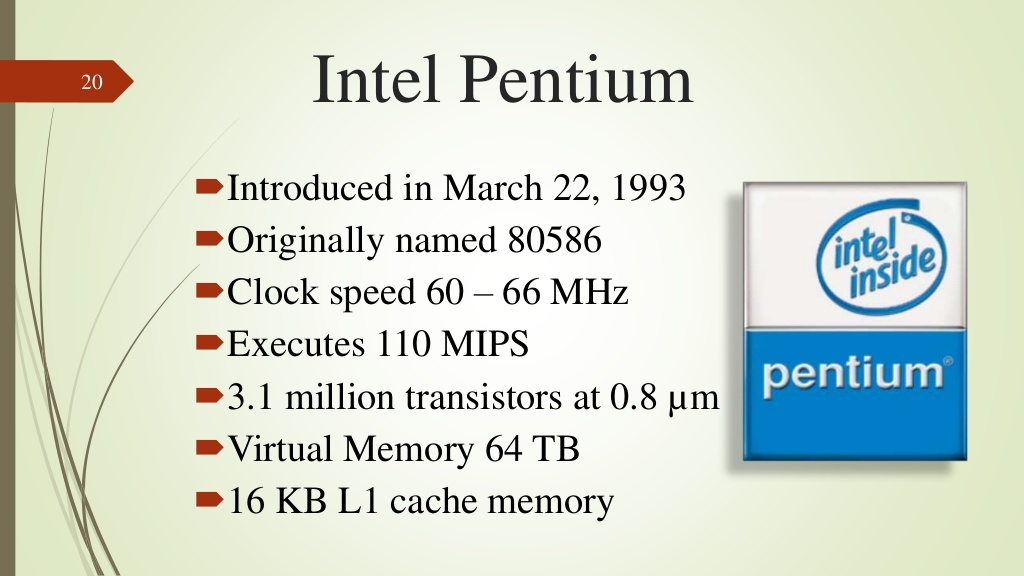 20
Intel Pentium
Introduced in March 22, 1993
Originally named 80586
Clock speed 60 – 66 MHz
Executes 110 MIPS
3.1 million transistors at 0.8 µm
Virtual Memory 64 TB
16 KB L1 cache memory
intel
inside
pentium®